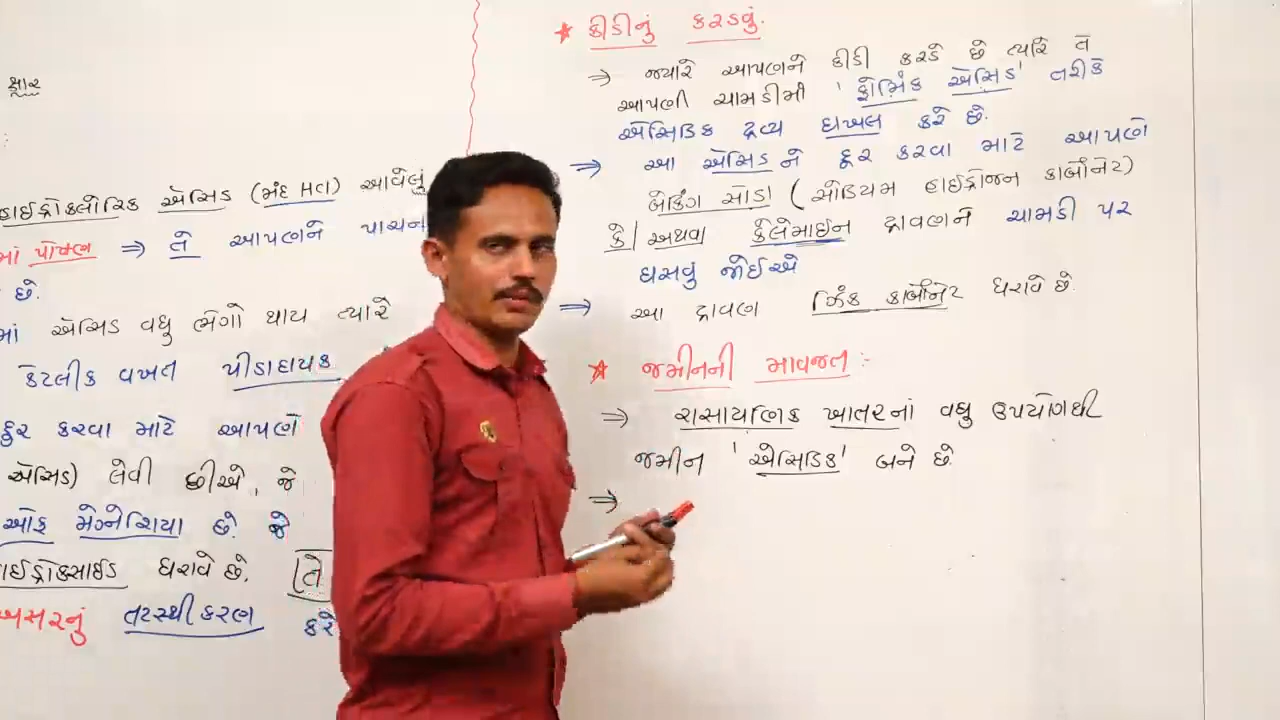 ક્ષાર
:
હાઈડ્રોક્લોરિક એસિડ (મંદ HCl) આવેલું
માં પોષણ ⇒ તે આપણને પાચન
છે.
માં એસિડ વધુ ભેગો થાય ત્યારે
કેટલીક વખત પીડાદાયક
દુર કરવા માટે આપણે
એસિડ) લેવી છીએ, જે
ઓફ મેગ્નેશિયા છે. જે
ાઈડ્રોક્સાઈડ ધરાવે છે. (તે
અસરનું તટસ્થીકરણ કરે
* કીડીનું કરડવું.
⇒ જ્યારે આપણને કીડી કરડે છે ત્યારે તે
આપણી ચામડીમાં 'ફોર્મિક એસિડ' તરીકે
એસિડિક દ્રવ્ય દાખલ કરે છે.
⇒ આ એસિડ ને દૂર કરવા માટે આપણે
બેકિંગ સોડા (સોડિયમ હાઈડ્રોજન કાર્બોનેટ)
કે/અથવા કેલેમાઈન દ્રાવણને ચામડી પર
ઘસવું જોઈએ
⇒ આ દ્રાવણ ઝિંક કાર્બોનેટ ધરાવે છે.
* જમીનની માવજત :-
⇒ રાસાયણિક ખાતરનાં વધુ ઉપયોગથી
જમીન 'એસિડિક' બને છે.
⇒